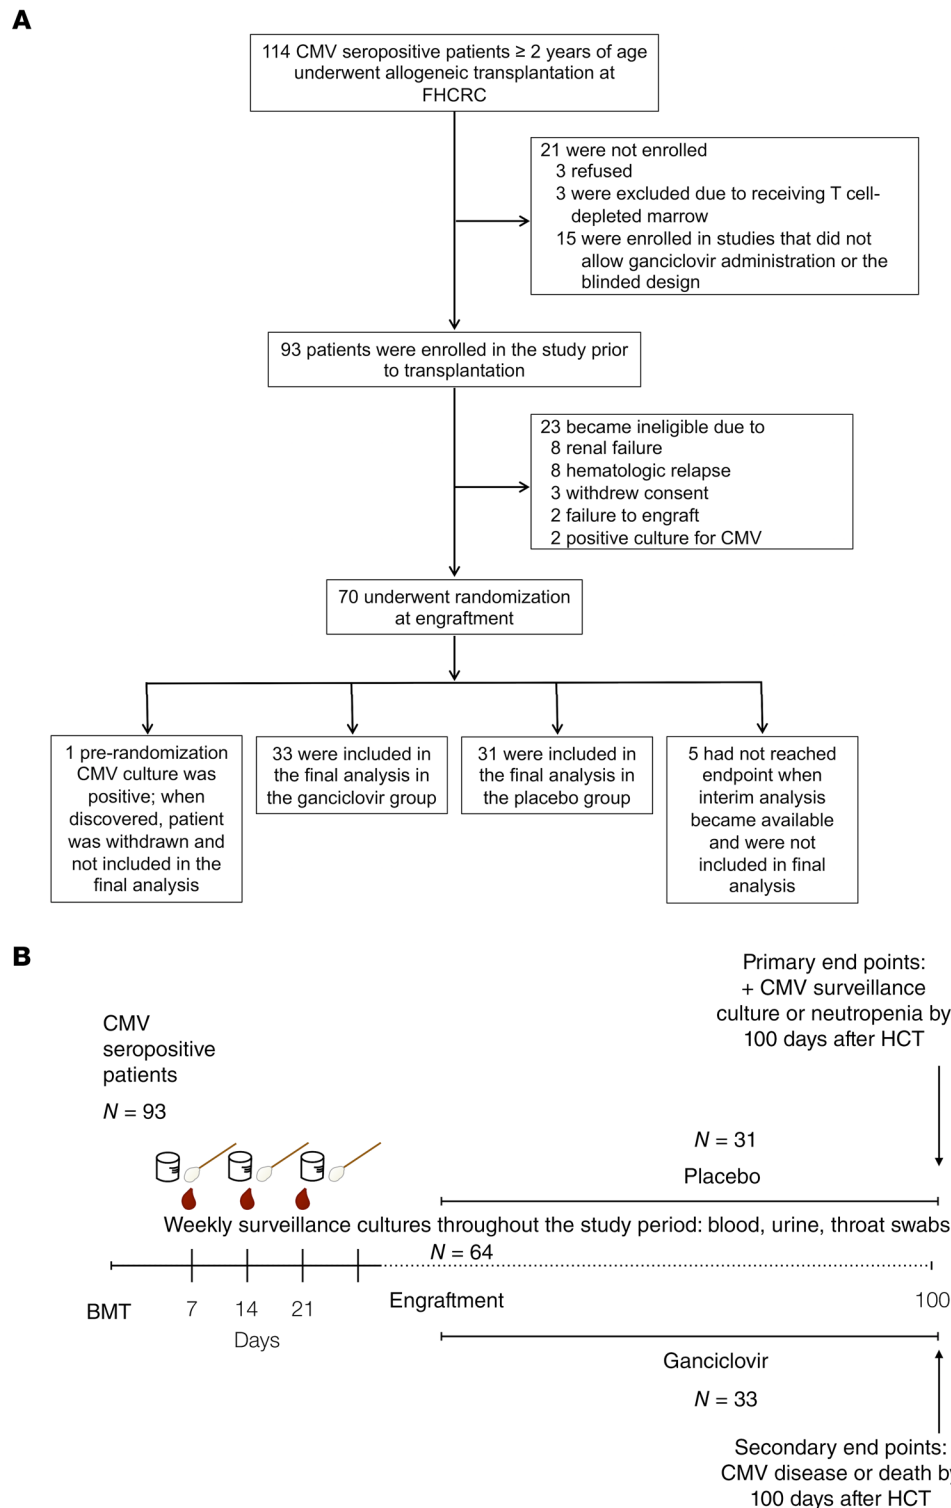 A
114 CMV seropositive patients ≥ 2 years of age
underwent allogeneic transplantation at
FHCRC
21 were not enrolled
3 refused
3 were excluded due to receiving T cell-
depleted marrow
15 were enrolled in studies that did not
allow ganciclovir administration or the
blinded design
93 patients were enrolled in the study prior
to transplantation
23 became ineligible due to
8 renal failure
8 hematologic relapse
3 withdrew consent
2 failure to engraft
2 positive culture for CMV
70 underwent randomization
at engraftment
1 pre-randomization
CMV culture was
positive; when
discovered, patient
was withdrawn and
not included in the
final analysis
33 were included in
the final analysis in
the ganciclovir group
31 were included in
the final analysis in
the placebo group
5 had not reached
endpoint when
interim analysis
became available
and were not
included in final
analysis
B
Primary end points:
+ CMV surveillance
culture or neutropenia by
100 days after HCT
CMV
seropositive
patients
N = 93
N = 31
Placebo
Weekly surveillance cultures throughout the study period: blood, urine, throat swabs
N = 64
BMT 7 14 21 Engraftment 100
Days
Ganciclovir
N = 33
Secondary end points:
CMV disease or death by
100 days after HCT